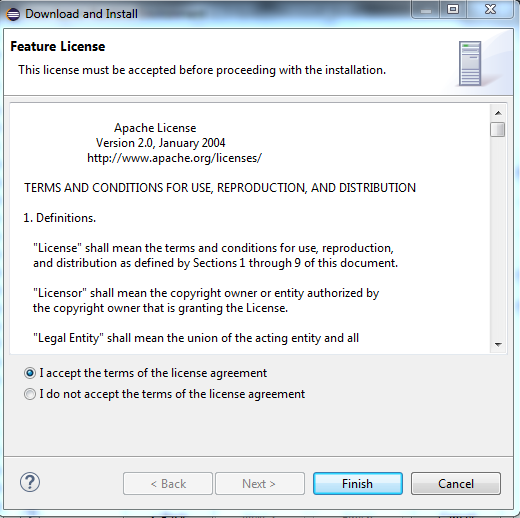 Download and Install
Feature License
This license must be accepted before proceeding with the installation.
Apache License
Version 2.0, January 2004
http://www.apache.org/licenses/
TERMS AND CONDITIONS FOR USE, REPRODUCTION, AND DISTRIBUTION
1. Definitions.
"License" shall mean the terms and conditions for use, reproduction,
and distribution as defined by Sections 1 through 9 of this document.
"Licensor" shall mean the copyright owner or entity authorized by
the copyright owner that is granting the License.
"Legal Entity" shall mean the union of the acting entity and all
I accept the terms of the license agreement
I do not accept the terms of the license agreement
? < Back Next > Finish Cancel